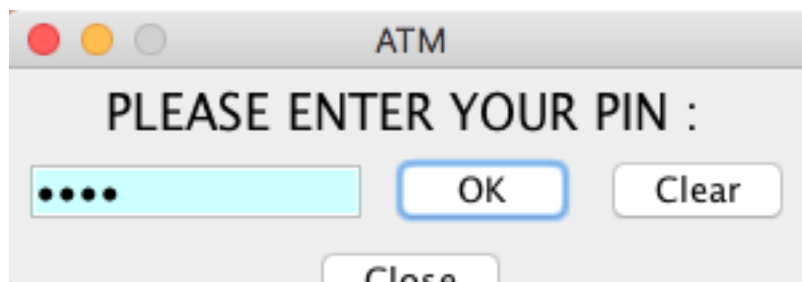 ATM
PLEASE ENTER YOUR PIN :
•••• OK Clear
Close